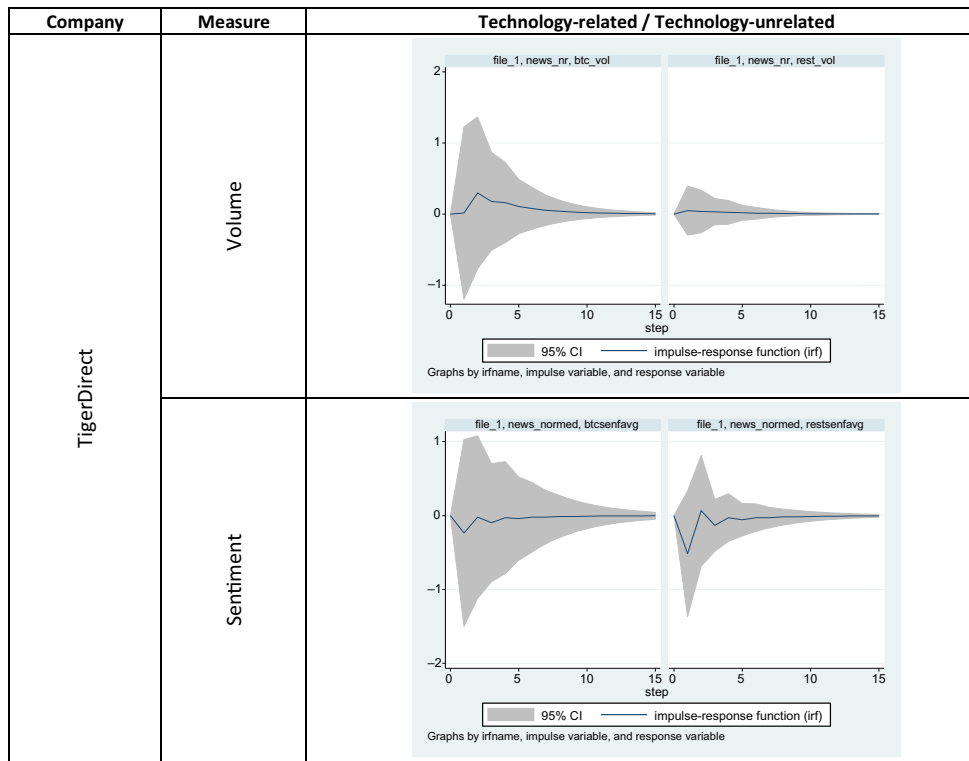 Company Measure Technology-related / Technology-unrelated
TigerDirect
Volume
file_1, news_nr, btc_vol file_1, news_nr, rest_vol
2
1
0
−1
0 5 10 15 0 5 10 15
step
95% CI impulse-response function (irf)
Graphs by irfname, impulse variable, and response variable
Sentiment
file_1, news_normed, btcsenfavg file_1, news_normed, restsenfavg
1
0
−1
−2
0 5 10 15 0 5 10 15
step
95% CI impulse-response function (irf)
Graphs by irfname, impulse variable, and response variable